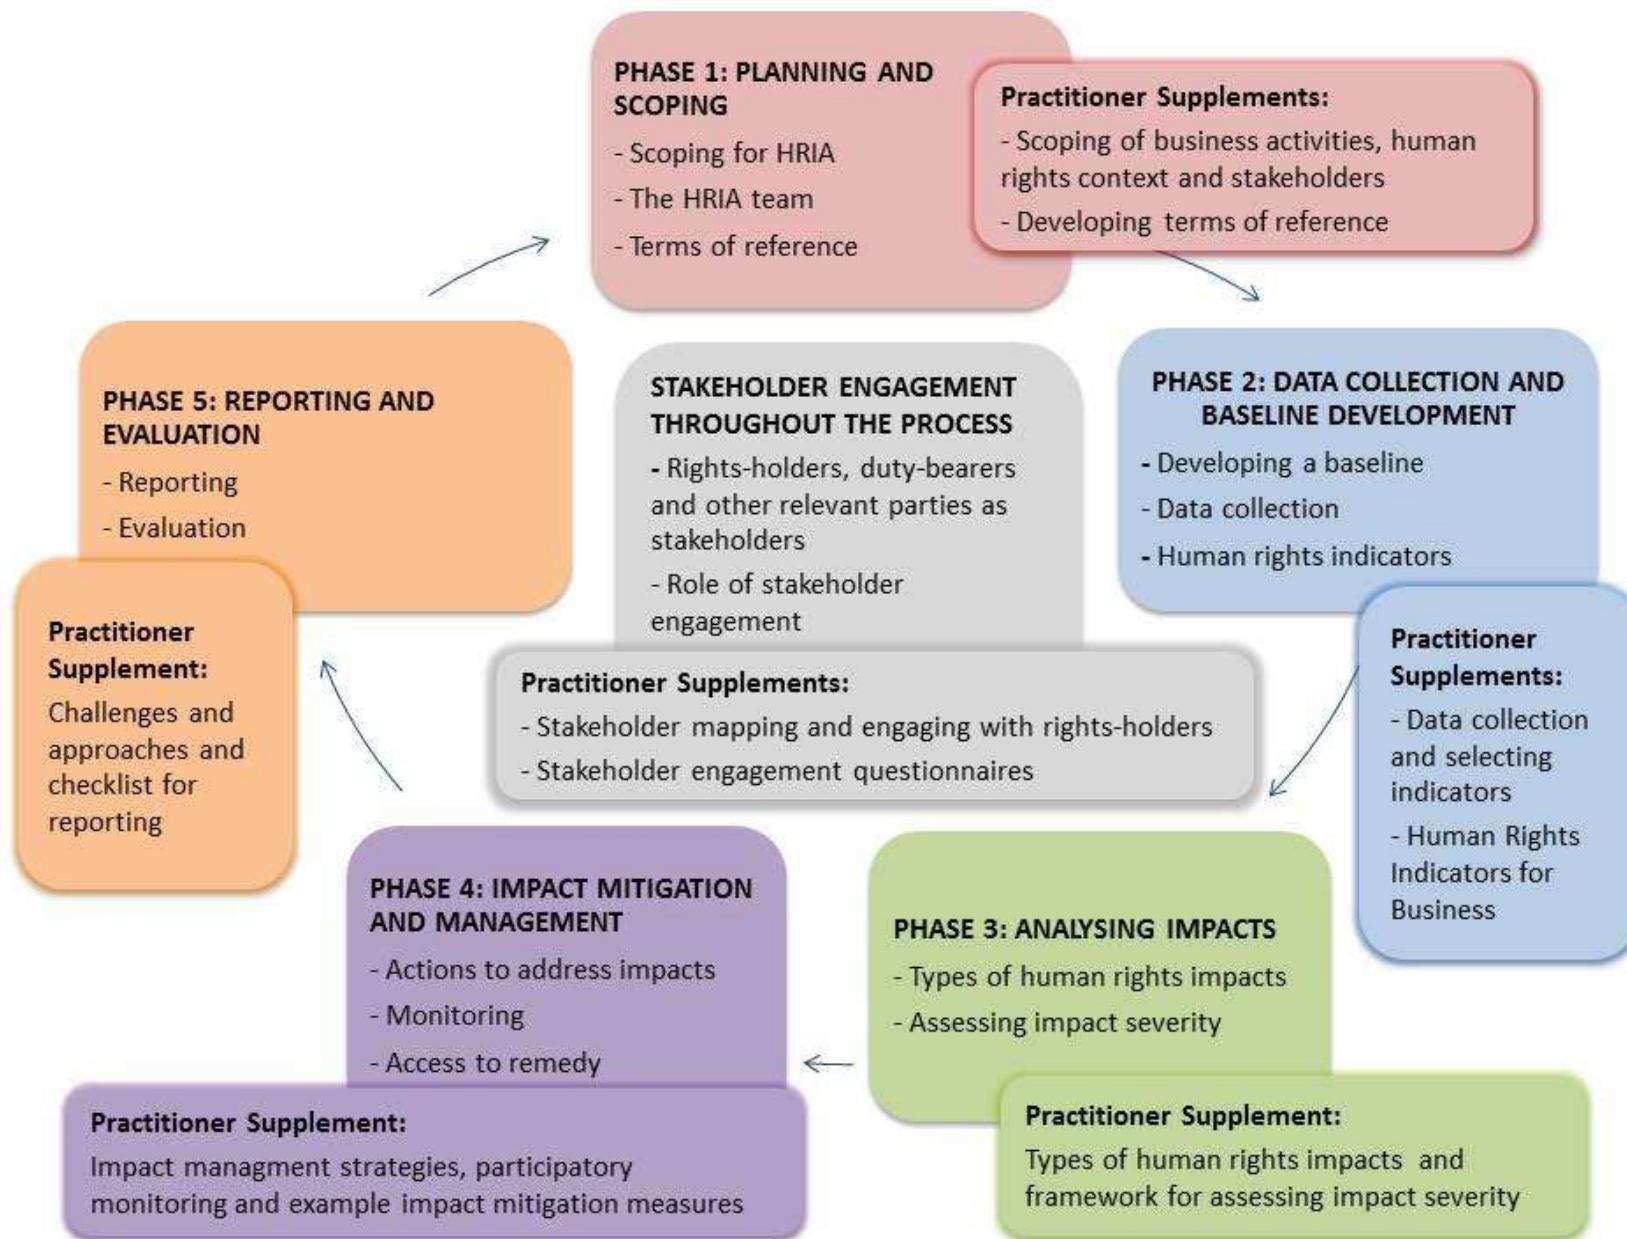 PHASE 1: PLANNING AND
SCOPING
- Scoping for HRIA
- The HRIA team
- Terms of reference
Practitioner Supplements:
- Scoping of business activities, human
rights context and stakeholders
- Developing terms of reference
PHASE 2: DATA COLLECTION AND
BASELINE DEVELOPMENT
- Developing a baseline
- Data collection
- Human rights indicators
Practitioner
Supplements:
- Data collection
and selecting
indicators
- Human Rights
Indicators for
Business
PHASE 3: ANALYSING IMPACTS
- Types of human rights impacts
- Assessing impact severity
Practitioner Supplement:
Types of human rights impacts and
framework for assessing impact severity
PHASE 4: IMPACT MITIGATION
AND MANAGEMENT
- Actions to address impacts
- Monitoring
- Access to remedy
Practitioner Supplement:
Impact managment strategies, participatory
monitoring and example impact mitigation measures
PHASE 5: REPORTING AND
EVALUATION
- Reporting
- Evaluation
Practitioner
Supplement:
Challenges and
approaches and
checklist for
reporting
STAKEHOLDER ENGAGEMENT
THROUGHOUT THE PROCESS
- Rights-holders, duty-bearers
and other relevant parties as
stakeholders
- Role of stakeholder
engagement
Practitioner Supplements:
- Stakeholder mapping and engaging with rights-holders
- Stakeholder engagement questionnaires